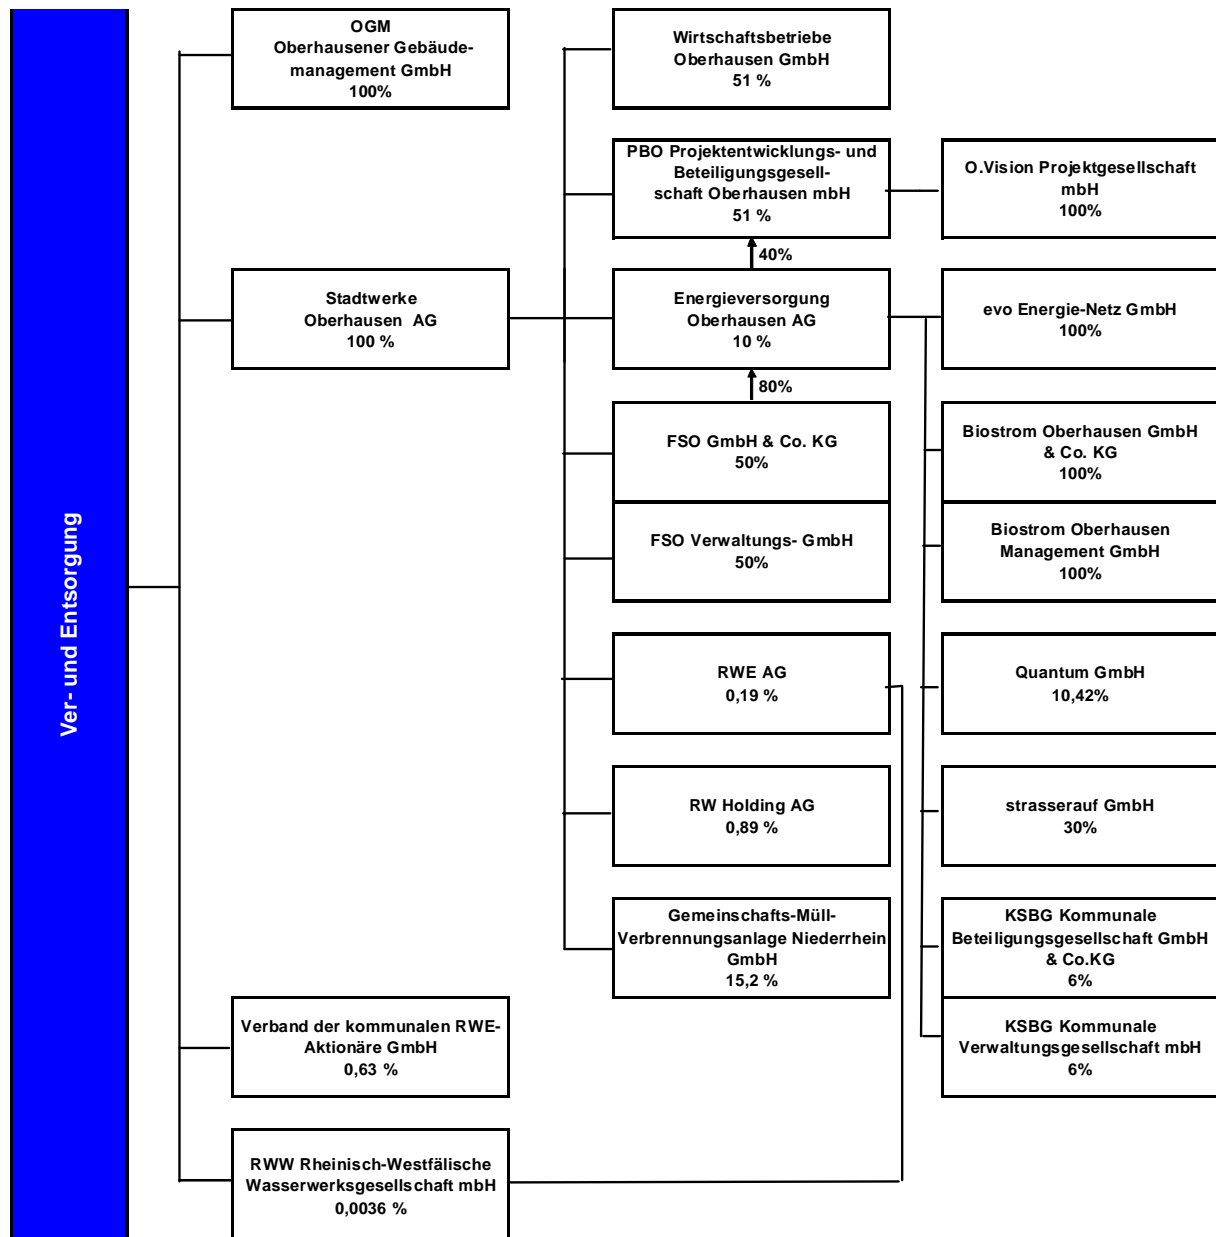 Ver- und Entsorgung
OGM
Oberhausener Gebäude-
management GmbH
100%
Stadtwerke
Oberhausen AG
100 %
Verband der kommunalen RWE-
Aktionäre GmbH
0,63 %
RWW Rheinisch-Westfälische
Wasserwerksgesellschaft mbH
0,0036 %
Wirtschaftsbetriebe
Oberhausen GmbH
51 %
PBO Projektentwicklungs- und
Beteiligungsgesell-
schaft Oberhausen mbH
51 %
40%
Energieversorgung
Oberhausen AG
10 %
80%
FSO GmbH & Co. KG
50%
FSO Verwaltungs- GmbH
50%
RWE AG
0,19 %
RW Holding AG
0,89 %
Gemeinschafts-Müll-
Verbrennungsanlage Niederrhein
GmbH
15,2 %
O.Vision Projektgesellschaft
mbH
100%
evo Energie-Netz GmbH
100%
Biostrom Oberhausen GmbH
& Co. KG
100%
Biostrom Oberhausen
Management GmbH
100%
Quantum GmbH
10,42%
strasserauf GmbH
30%
KSBG Kommunale
Beteiligungsgesellschaft GmbH
& Co.KG
6%
KSBG Kommunale
Verwaltungsgesellschaft mbH
6%